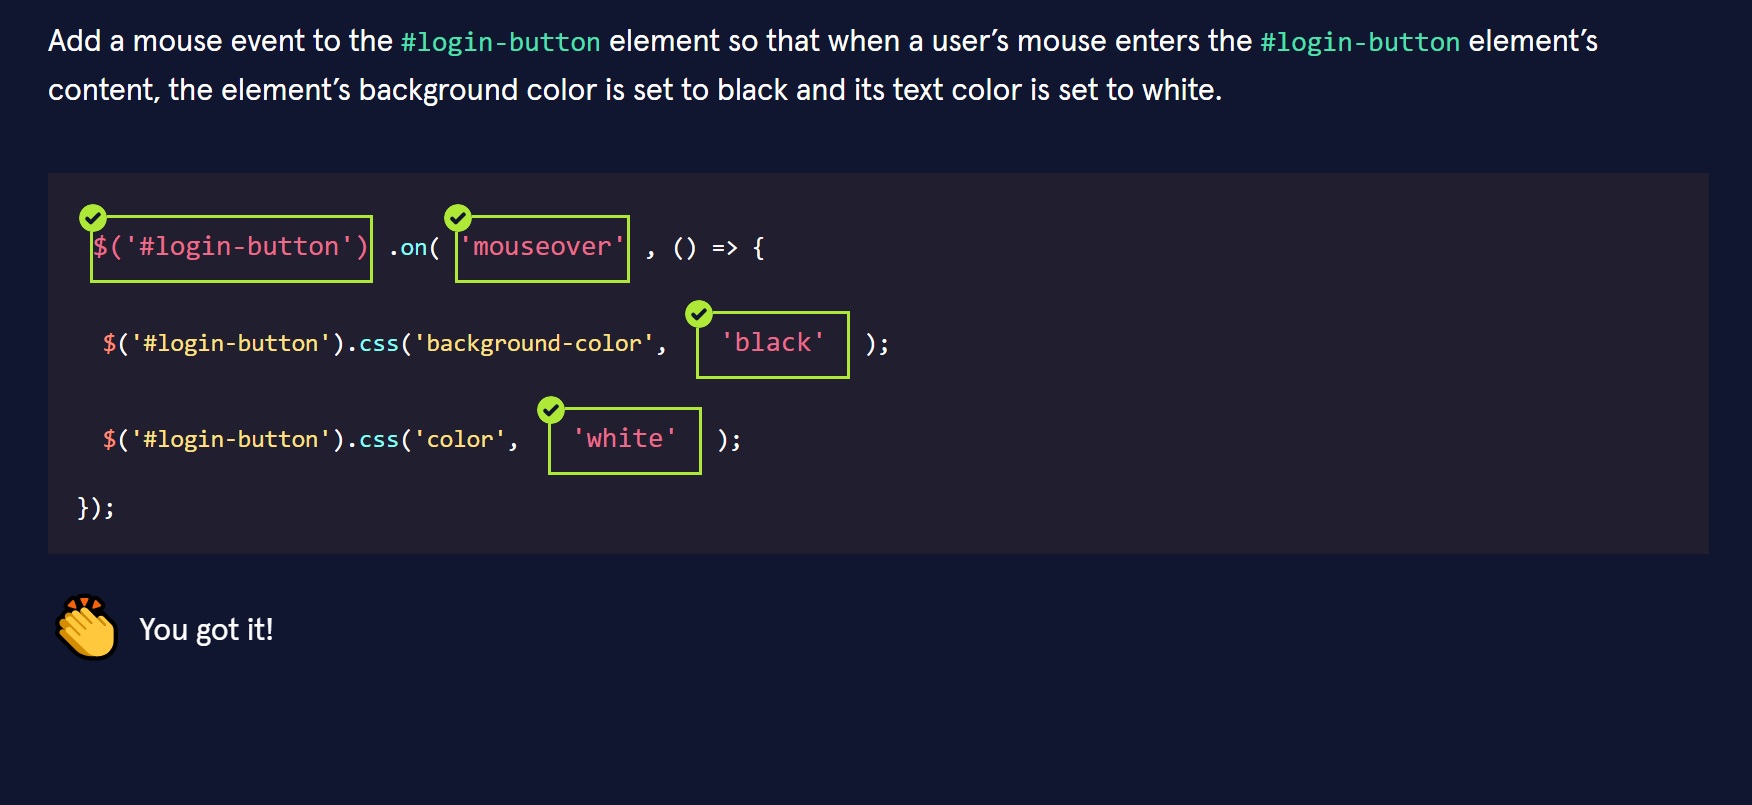 Add a mouse event to the #login-button element so that when a user’s mouse enters the #login-button element’s
content, the element’s background color is set to black and its text color is set to white.
$('#login-button') .on( 'mouseover' , () => {
$('#login-button').css('background-color', 'black' );
$('#login-button').css('color', 'white' );
});
You got it!